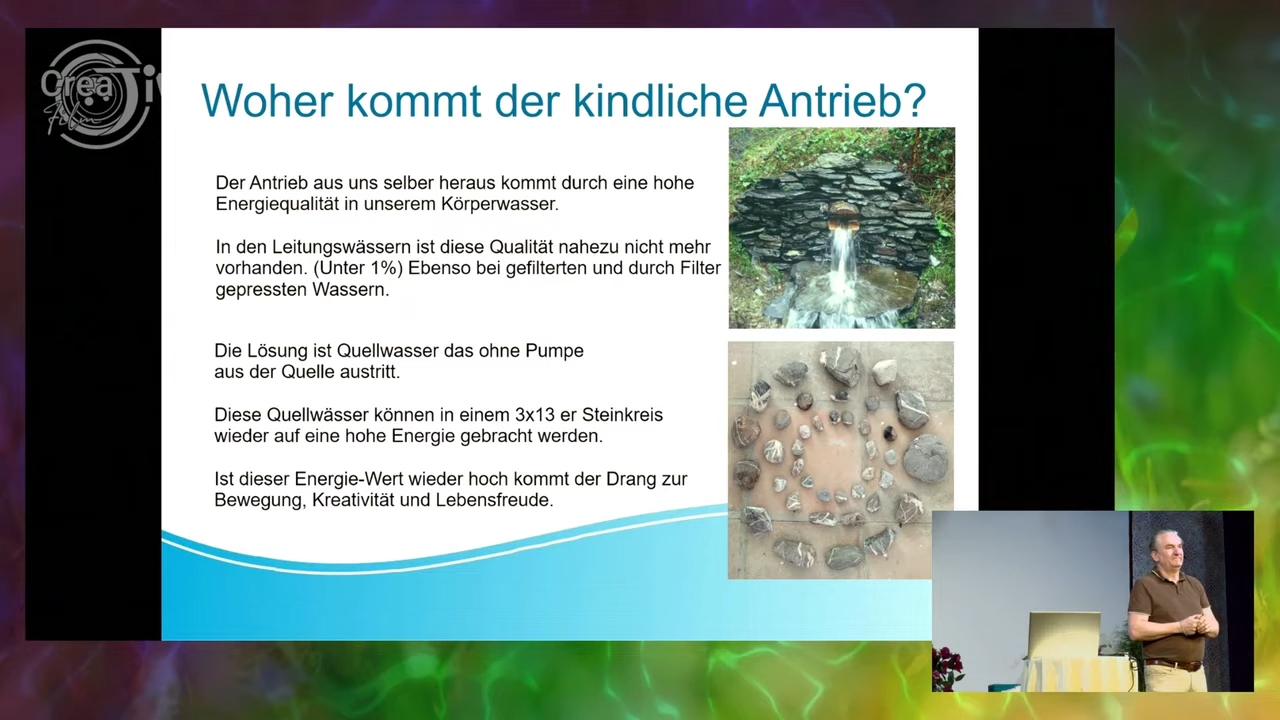 Crea Tiv
Film
Woher kommt der kindliche Antrieb?
Der Antrieb aus uns selber heraus kommt durch eine hohe
Energiequalität in unserem Körperwasser.
In den Leitungswässern ist diese Qualität nahezu nicht mehr
vorhanden. (Unter 1%) Ebenso bei gefilterten und durch Filter
gepressten Wassern.
Die Lösung ist Quellwasser das ohne Pumpe
aus der Quelle austritt.
Diese Quellwässer können in einem 3x13 er Steinkreis
wieder auf eine hohe Energie gebracht werden.
Ist dieser Energie-Wert wieder hoch kommt der Drang zur
Bewegung, Kreativität und Lebensfreude.